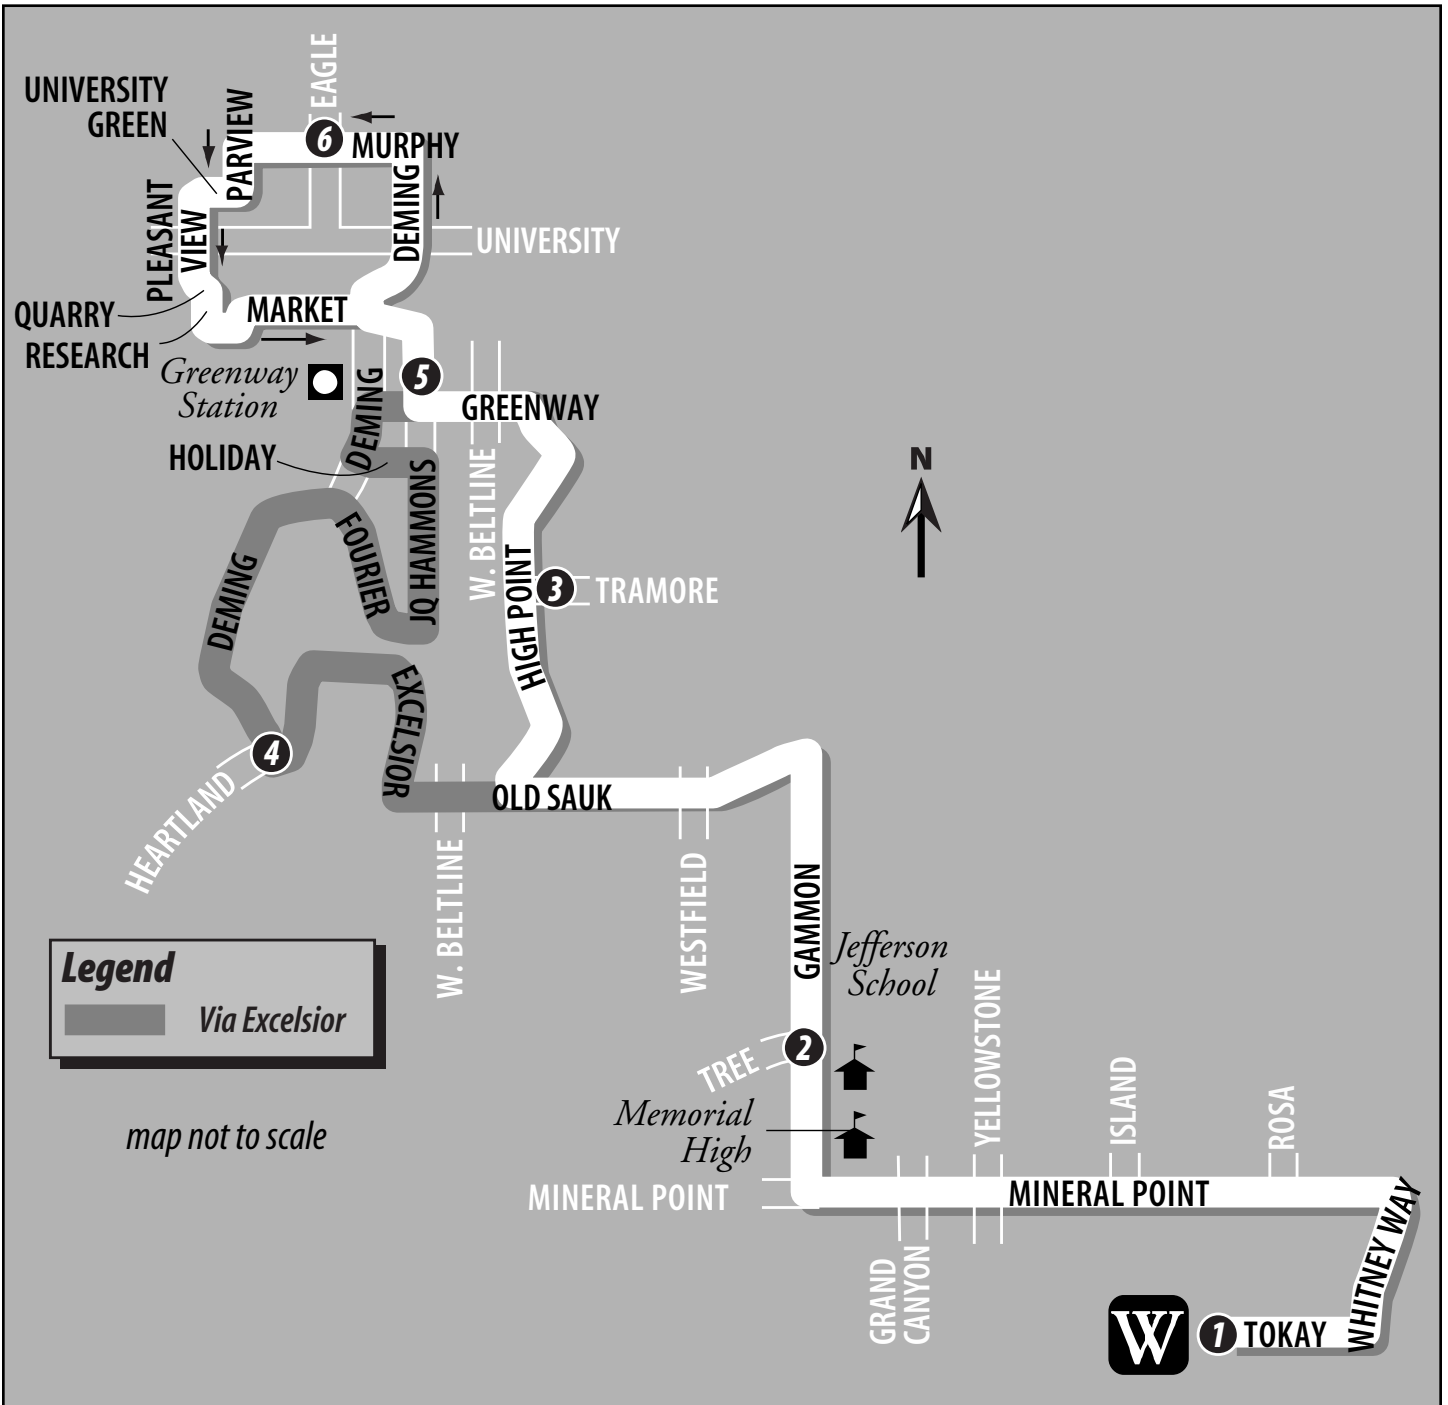 EAGLE
UNIVERSITY
GREEN
PARVIEW
6
MURPHY
PLEASANT
VIEW
DEMING
UNIVERSITY
QUARRY
RESEARCH
MARKET
Greenway
Station
5
DEMING
GREENWAY
HOLIDAY
JQ HAMMONS
W. BELTLINE
N
FOURIER
DEMING
HIGH POINT
3
TRAMORE
EXCELSIOR
4
HEARTLAND
OLD SAUK
W. BELTLINE
WESTFIELD
GAMMON
Jefferson
School
Legend
Via Excelsior
2
TREE
YELLOWSTONE
ISLAND
ROSA
map not to scale
Memorial
High
MINERAL POINT
MINERAL POINT
GRAND
CANYON
WHITNEY WAY
W
1
TOKAY